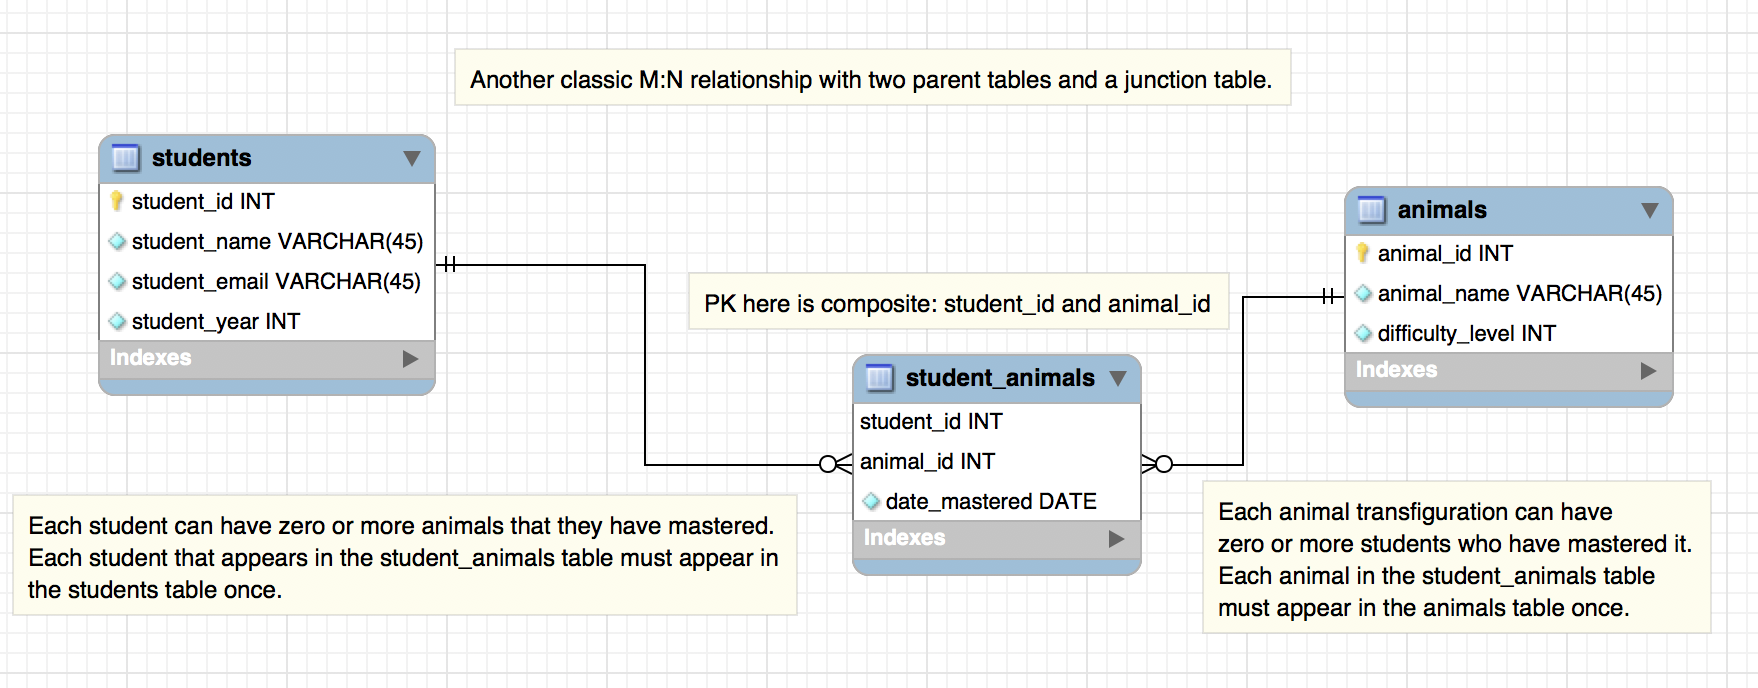 Another classic M:N relationship with two parent tables and a junction table.
students
student_id INT
student_name VARCHAR(45)
student_email VARCHAR(45)
student_year INT
Indexes
animals
animal_id INT
animal_name VARCHAR(45)
difficulty_level INT
Indexes
PK here is composite: student_id and animal_id
student_animals
student_id INT
animal_id INT
date_mastered DATE
Indexes
Each student can have zero or more animals that they have mastered.
Each student that appears in the student_animals table must appear in
the students table once.
Each animal transfiguration can have
zero or more students who have mastered it.
Each animal in the student_animals table
must appear in the animals table once.